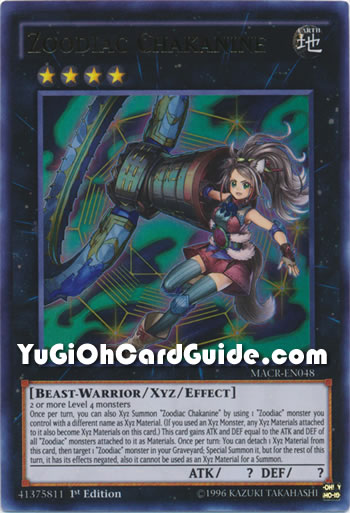 ZOODIAC CHAKANINE
EARTH
地
YuGiOhCardGuide.com
MACR-EN048
[BEAST-WARRIOR/XYZ/EFFECT]
2 or more Level 4 monsters
Once per turn, you can also Xyz Summon "Zoodiac Chakanine" by using 1 "Zoodiac" monster you
control with a different name as Xyz Material. (If you used an Xyz Monster, any Xyz Materials attached
to it also become Xyz Materials on this card.) This card gains ATK and DEF equal to the ATK and DEF of
all "Zoodiac" monsters attached to it as Materials. Once per turn: You can detach 1 Xyz Material from
this card, then target 1 "Zoodiac" monster in your Graveyard; Special Summon it, but for the rest of this
turn, it has its effects negated, also it cannot be used as an Xyz Material for a Summon.
ATK/ ? DEF/ ?
41375811 1st Edition ©1996 KAZUKI TAKAHASHI